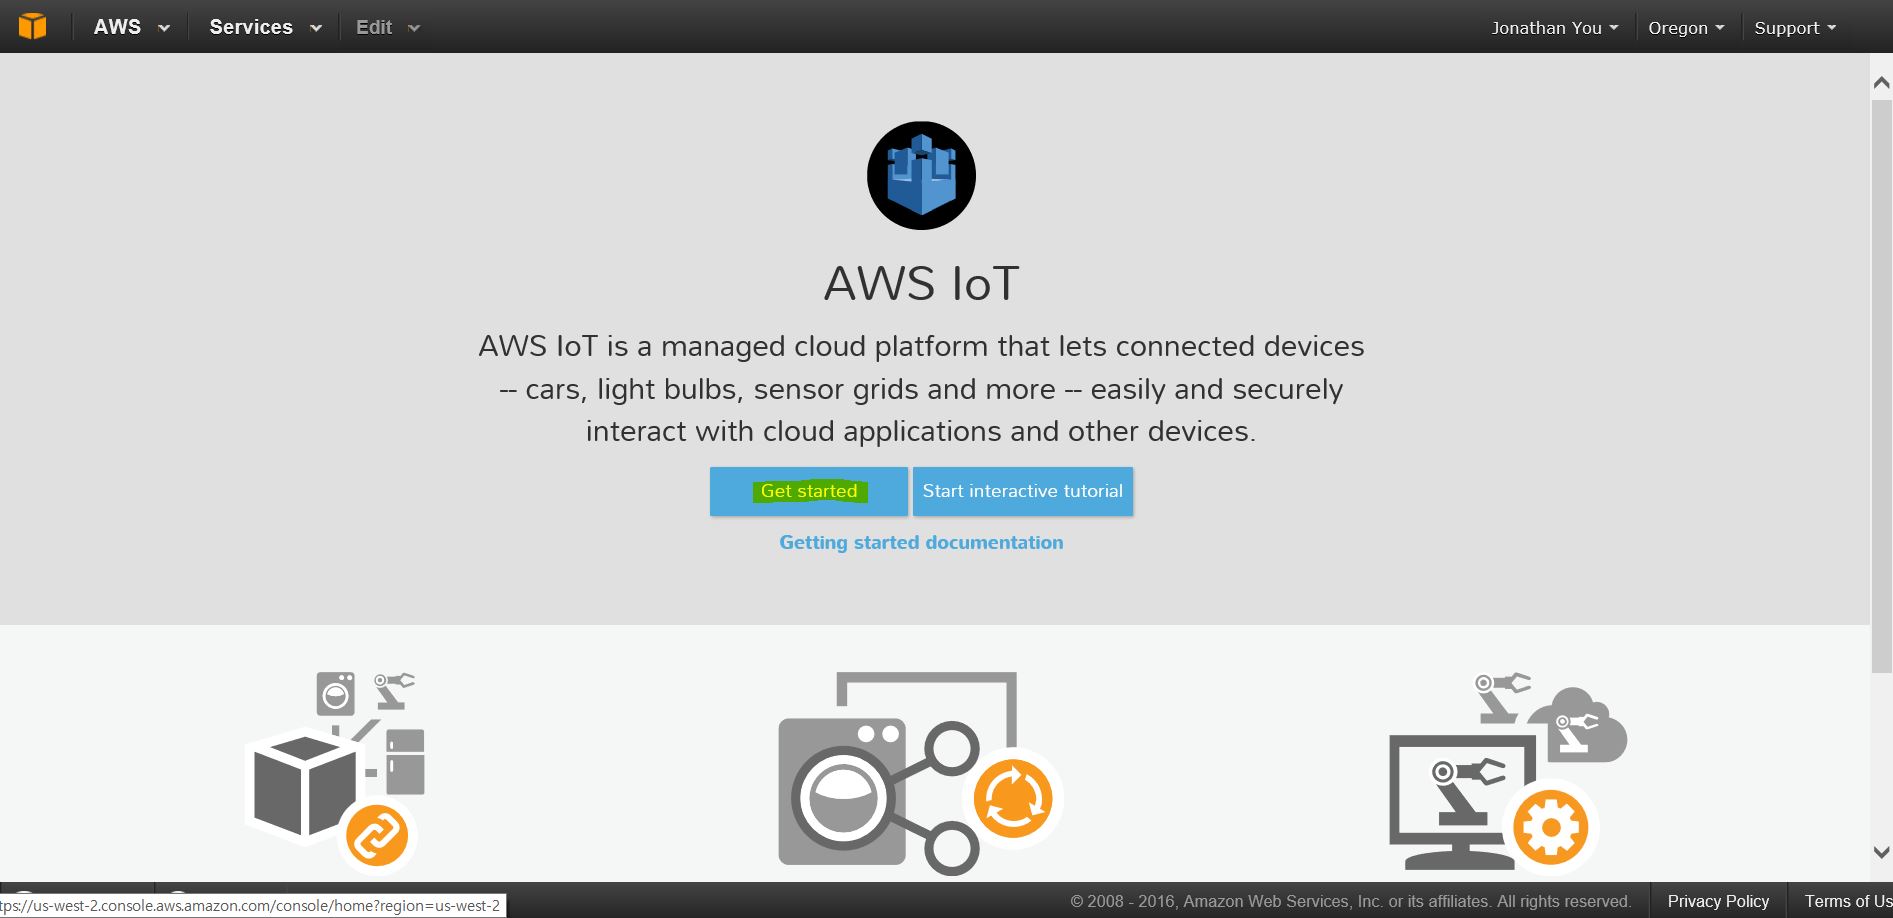 AWS Services Edit Jonathan You Oregon Support
AWS IoT
AWS IoT is a managed cloud platform that lets connected devices
-- cars, light bulbs, sensor grids and more -- easily and securely
interact with cloud applications and other devices.
Get started Start interactive tutorial
Getting started documentation
tps://us-west-2.console.aws.amazon.com/console/home?region=us-west-2 © 2008 - 2016, Amazon Web Services, Inc. or its affiliates. All rights reserved. Privacy Policy Terms of Us